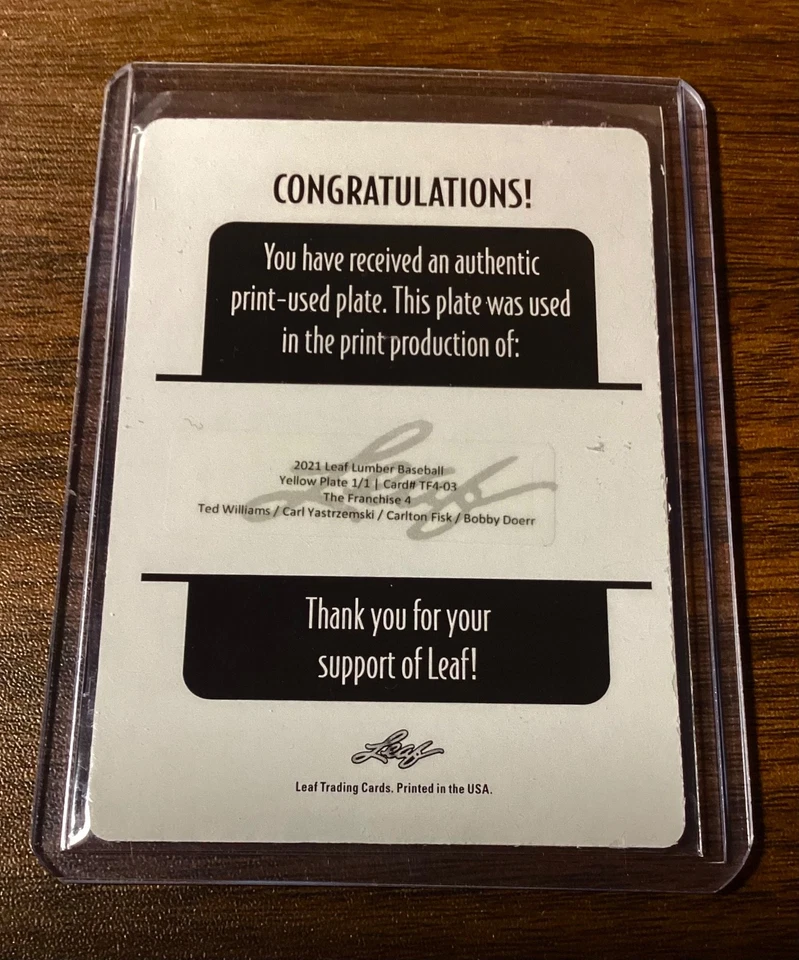 CONGRATULATIONS!
You have received an authentic
print-used plate. This plate was used
in the print production of:
Leaf
2021 Leaf Lumber Baseball
Yellow Plate 1/1 | Card# TF4-03
The Franchise 4
Ted Williams / Carl Yastrzemski / Carlton Fisk / Bobby Doerr
Thank you for your
support of Leaf!
Leaf
Leaf Trading Cards. Printed in the USA.